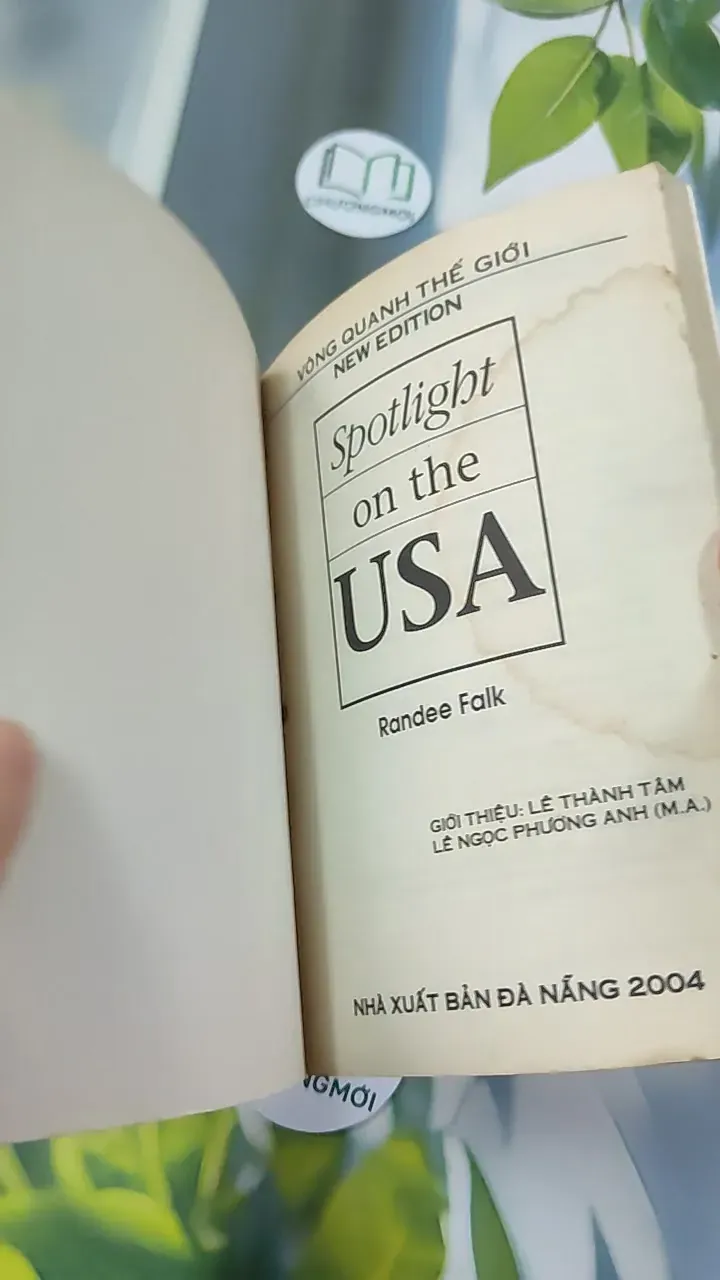 VÒNG QUANH THẾ GIỚI
NEW EDITION
Spotlight
on the
USA
Randee Falk
GIỚI THIỆU: LÊ THÀNH TÂM
LÊ NGỌC PHƯƠNG ANH (M.A.)
NHÀ XUẤT BẢN ĐÀ NẴNG 2004
NGMỚI